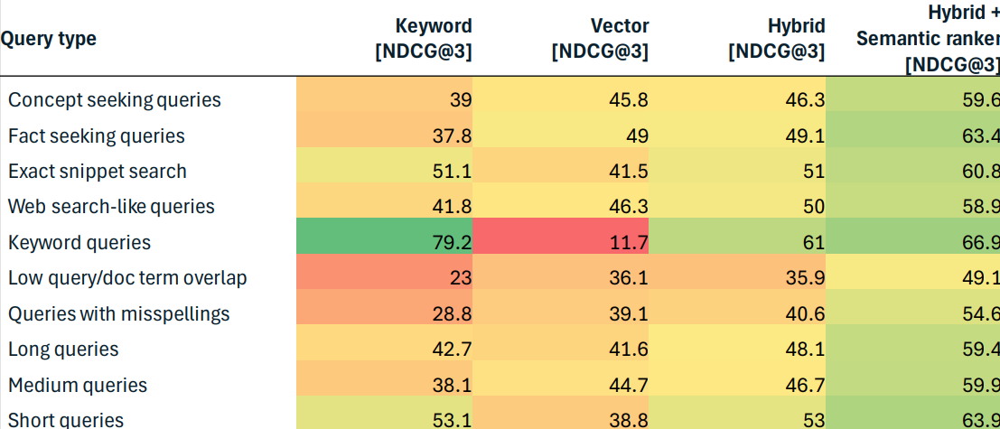 Query type Keyword [NDCG@3] Vector [NDCG@3] Hybrid [NDCG@3] Hybrid + Semantic ranker [NDCG@3]
Concept seeking queries 39 45.8 46.3 59.6
Fact seeking queries 37.8 49 49.1 63.4
Exact snippet search 51.1 41.5 51 60.8
Web search-like queries 41.8 46.3 50 58.9
Keyword queries 79.2 11.7 61 66.9
Low query/doc term overlap 23 36.1 35.9 49.1
Queries with misspellings 28.8 39.1 40.6 54.6
Long queries 42.7 41.6 48.1 59.4
Medium queries 38.1 44.7 46.7 59.9
Short queries 53.1 38.8 53 63.9